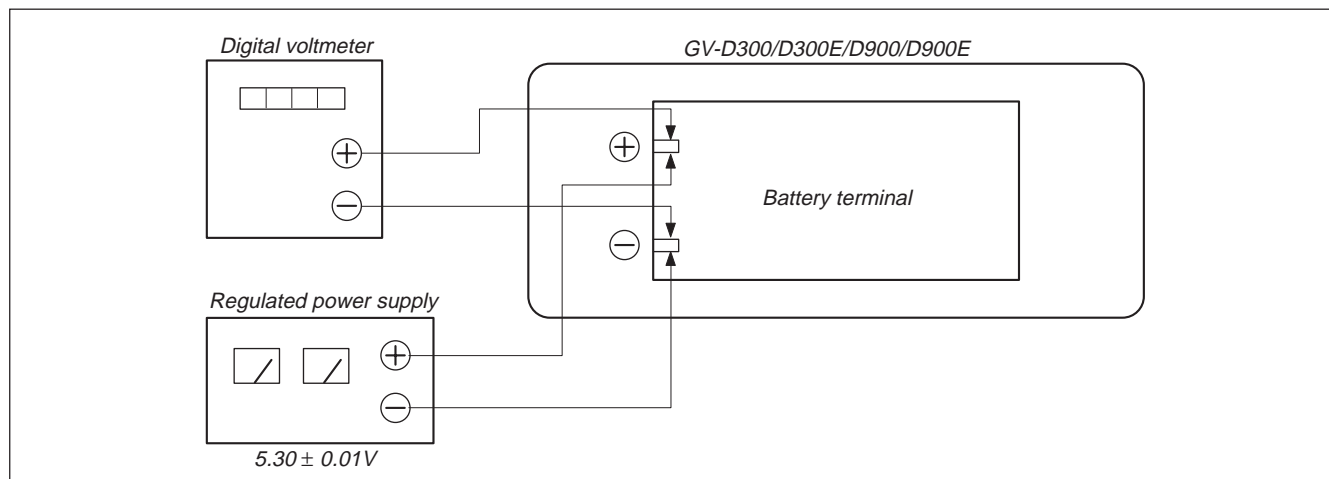 Digital voltmeter
GV-D300/D300E/D900/D900E
+
−
+
−
Battery terminal
Regulated power supply
+
−
5.30 ± 0.01V